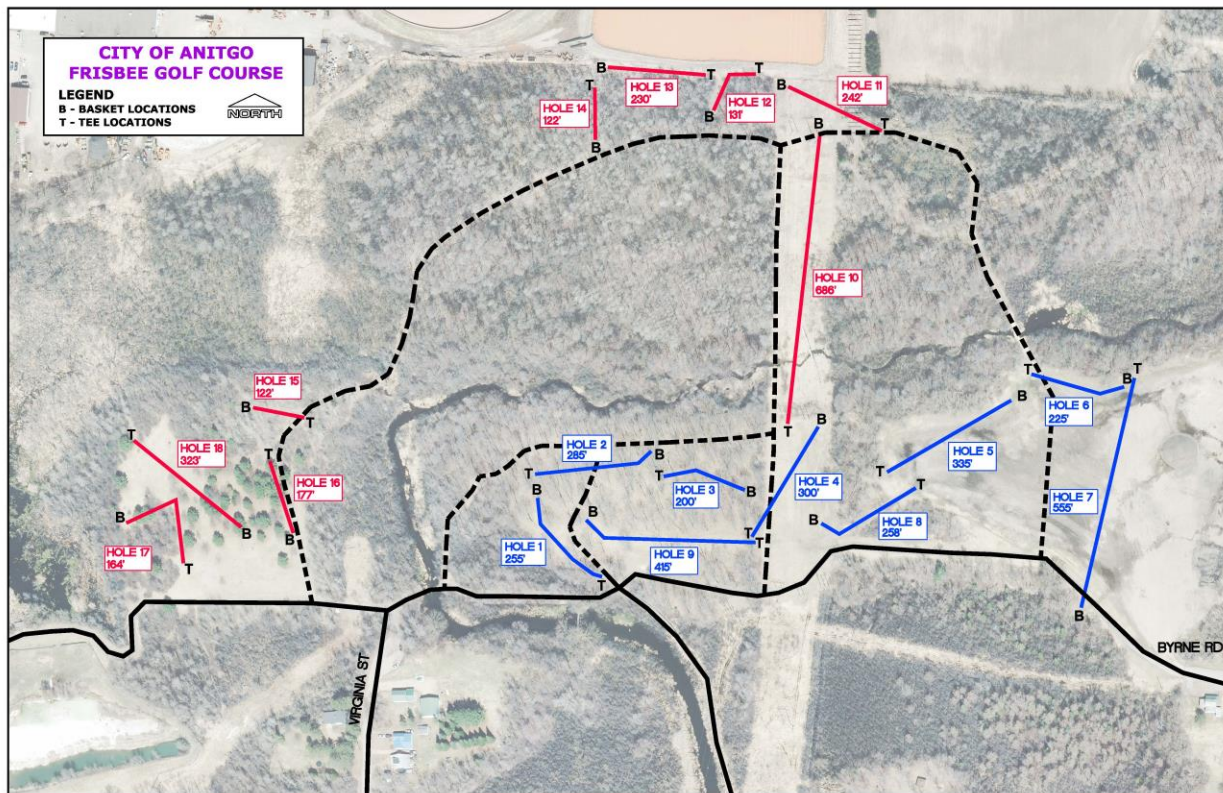 CITY OF ANITGO
FRISBEE GOLF COURSE
LEGEND
B - BASKET LOCATIONS
T - TEE LOCATIONS
NORTH
B
T
HOLE 13
230'
T
HOLE 12
131'
B
B
HOLE 11
242'
T
T
HOLE 14
122'
B
B
HOLE 10
686'
T
HOLE 15
122'
B
T
T
HOLE 18
323'
B
T
HOLE 16
177'
B
B
HOLE 17
164'
T
HOLE 2
285'
T
B
T
HOLE 3
200'
B
B
HOLE 4
300'
T
B
HOLE 5
335'
T
T
HOLE 6
225'
B
T
HOLE 7
555'
B
T
HOLE 8
258'
B
B
HOLE 1
255'
T
B
HOLE 9
415'
T
VIRGINIA ST
BYRNE RD